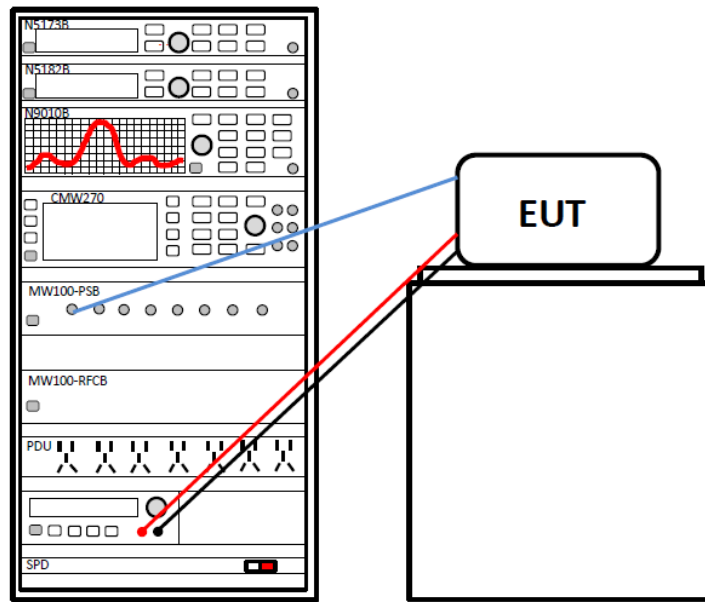 N5173B
N5182B
N9010B
CMW270
EUT
MW100-PSB
MW100-RFCB
PDU
SPD